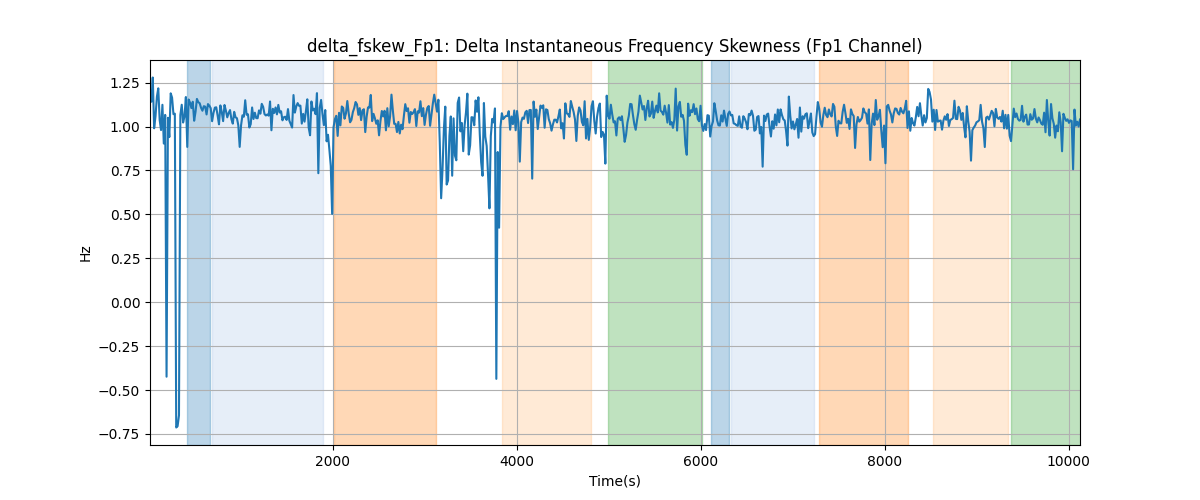 delta_fskew_Fp1: Delta Instantaneous Frequency Skewness (Fp1 Channel)
1.25
1.00
0.75
0.50
0.25
0.00
−0.25
−0.50
−0.75
Hz
2000 4000 6000 8000 10000
Time(s)